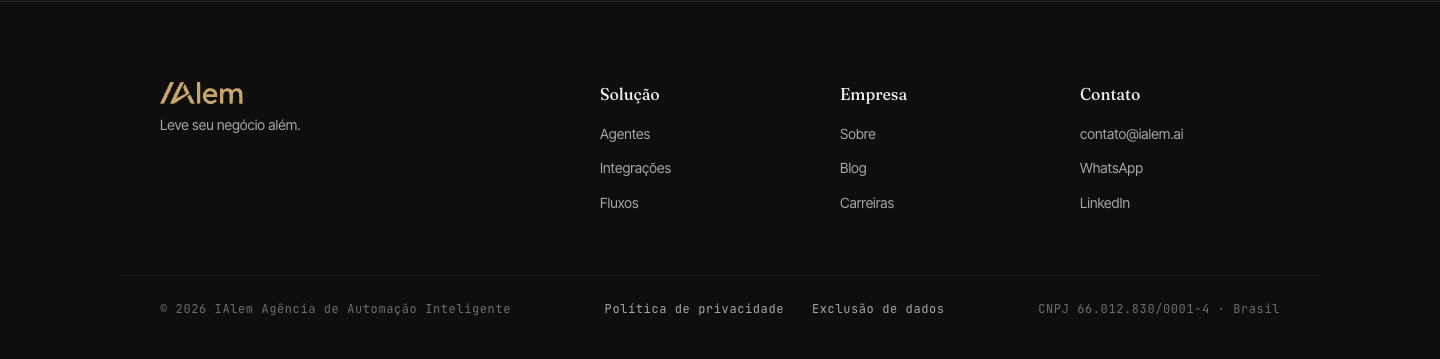 IAlem
Leve seu negócio além.
Solução
Agentes
Integrações
Fluxos
Empresa
Sobre
Blog
Carreiras
Contato
contato@ialem.ai
WhatsApp
LinkedIn
© 2026 IAlem Agência de Automação Inteligente
Política de privacidade
Exclusão de dados
CNPJ 66.012.830/0001-4 · Brasil